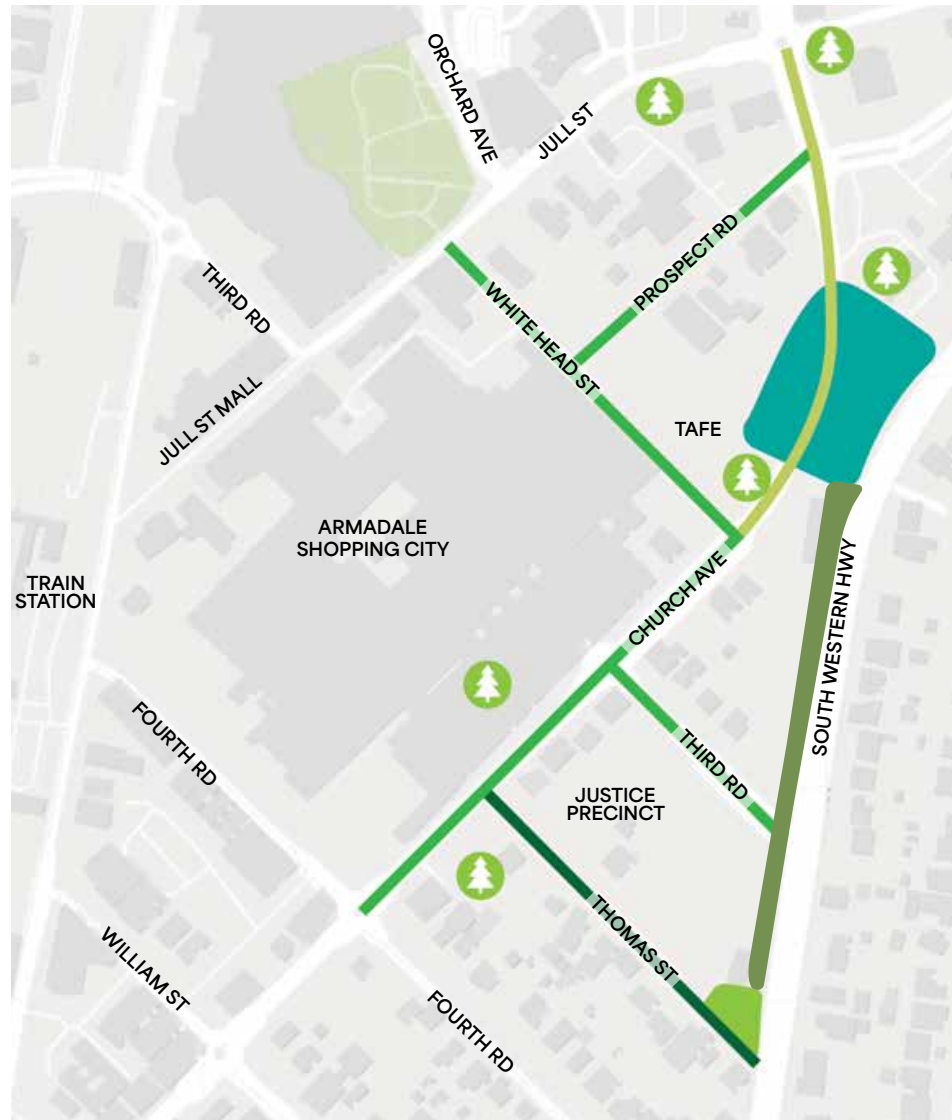 ORCHARD AVE
JULL ST
PROSPECT RD
THIRD RD
WHITE HEAD ST
JULL ST MALL
TAFE
ARMADALE
SHOPPING CITY
TRAIN
STATION
CHURCH AVE
SOUTH WESTERN HWY
FOURTH RD
THIRD RD
JUSTICE
PRECINCT
THOMAS ST
WILLIAM ST
FOURTH RD